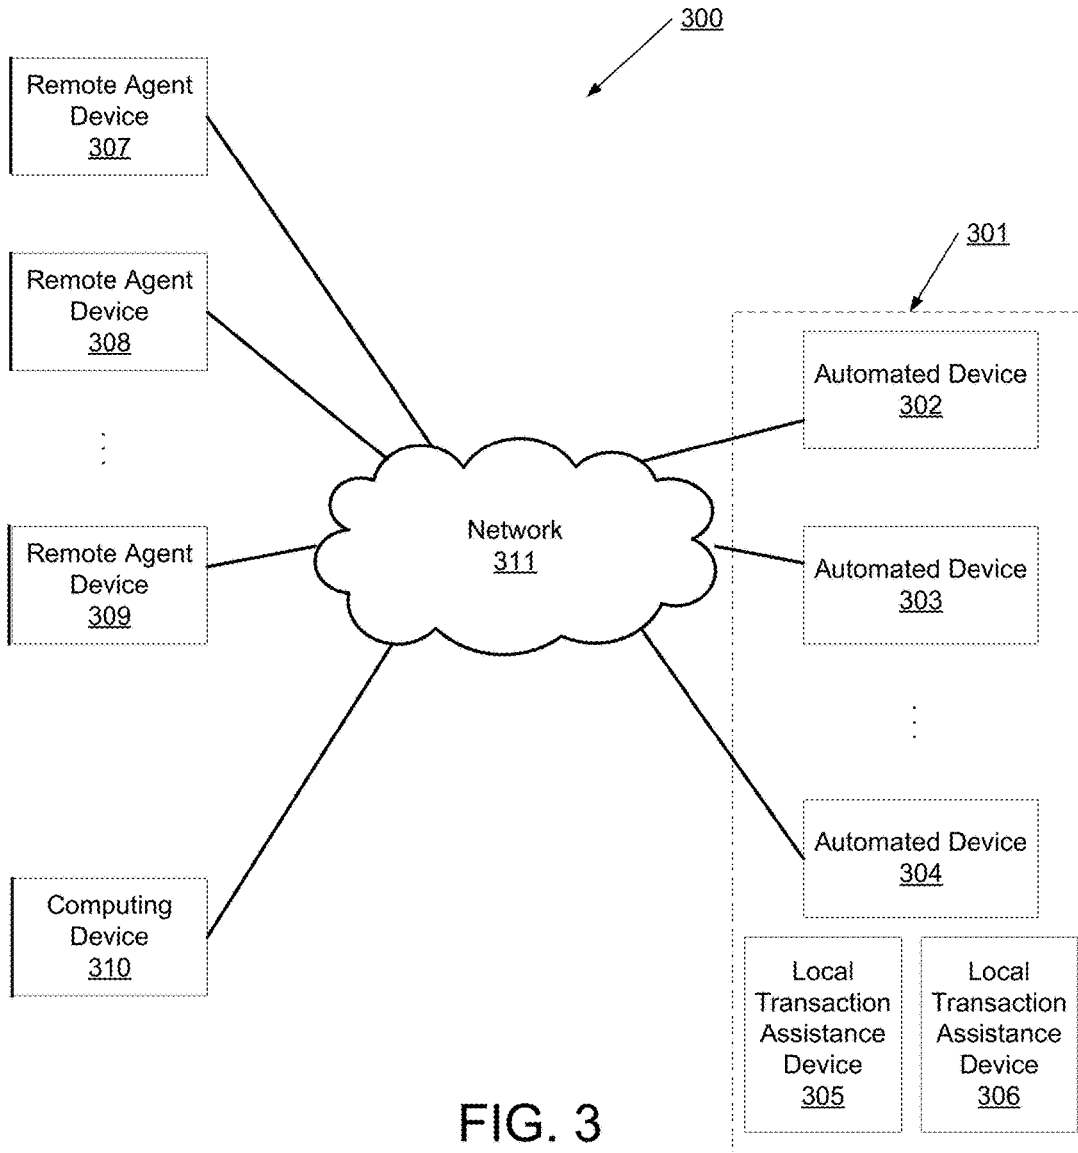 300
Remote Agent
Device
307
301
Remote Agent
Device
308
Automated Device
302
Network
311
Remote Agent
Device
309
Automated Device
303
Automated Device
304
Computing
Device
310
Local
Transaction
Assistance
Device
305
Local
Transaction
Assistance
Device
306
FIG. 3